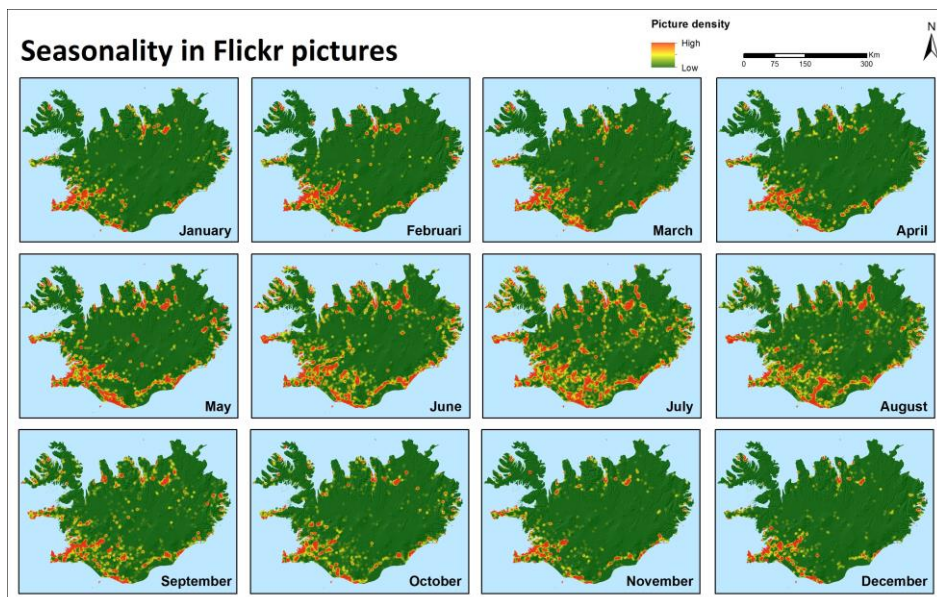 Seasonality in Flickr pictures
Picture density
High
Low
Km
0 75 150 300
N
January
Februari
March
April
May
June
July
August
September
October
November
December